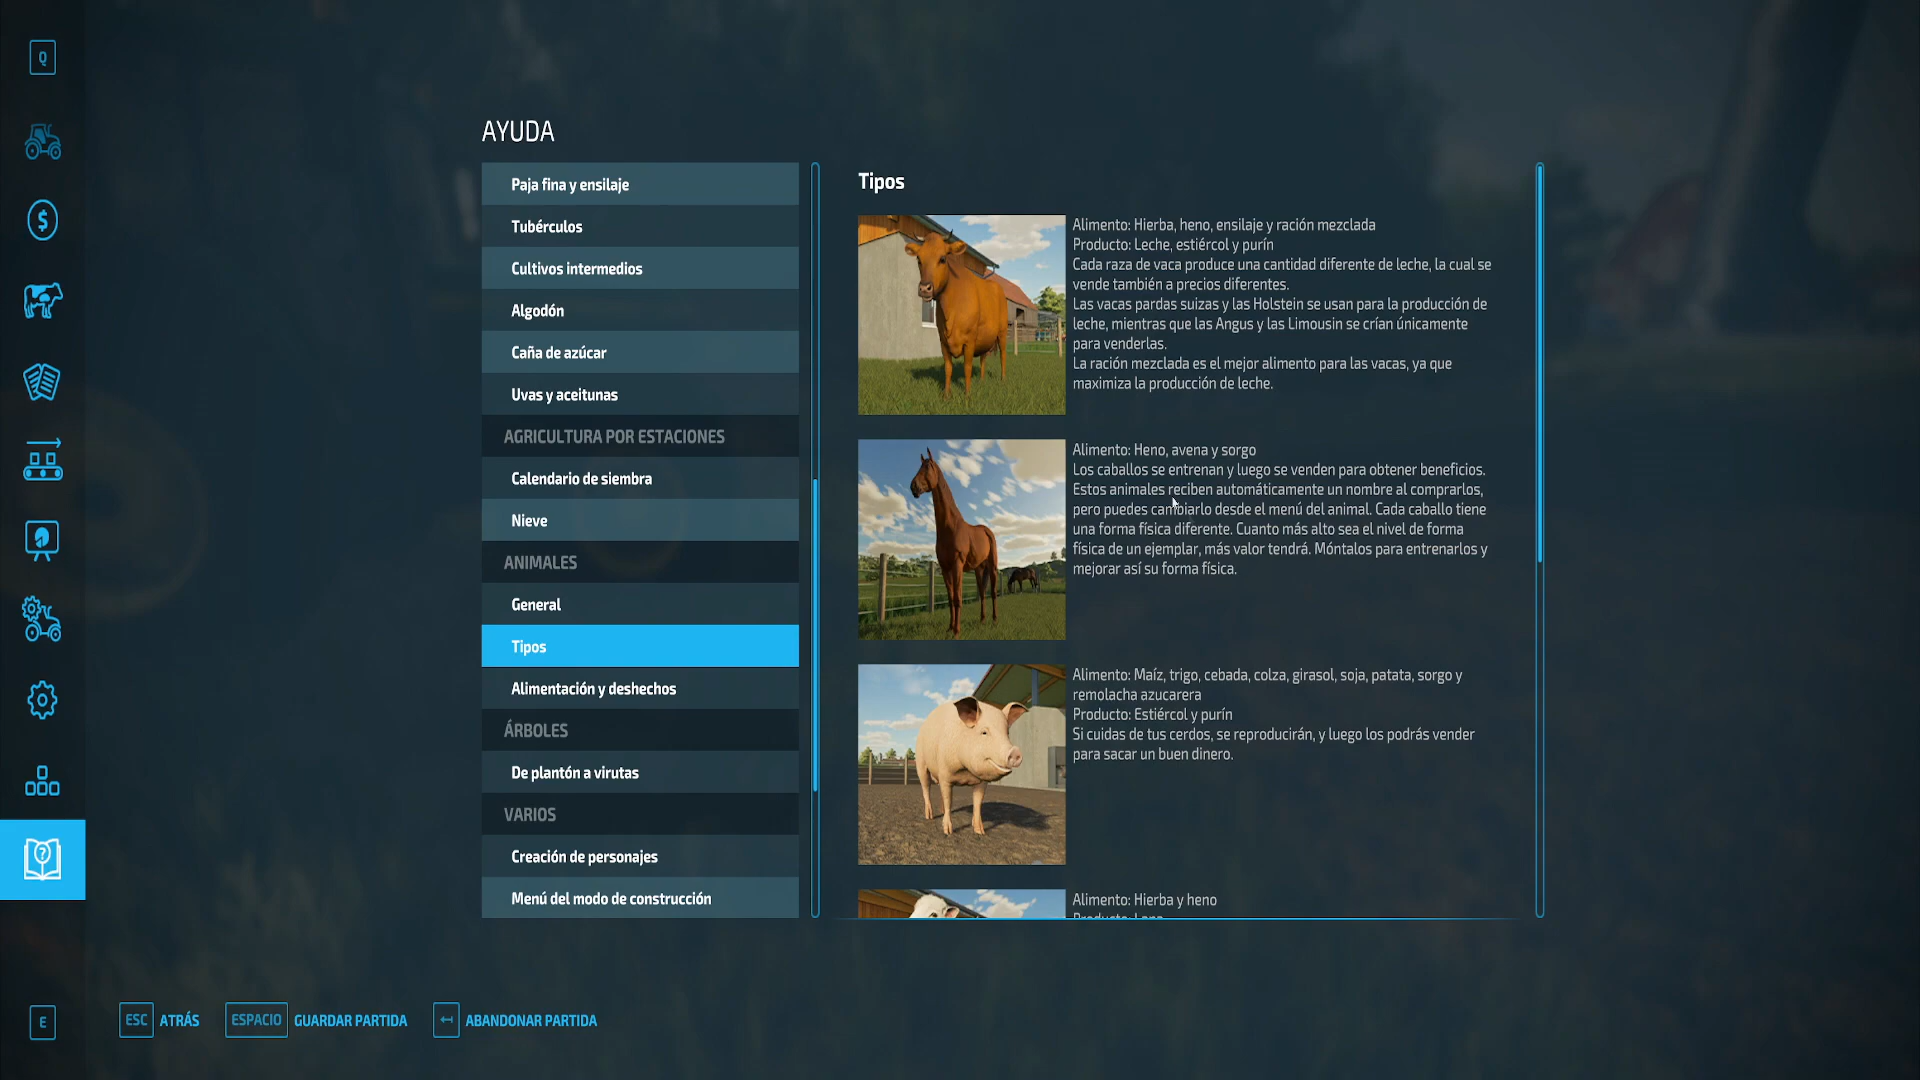 Q
AYUDA
Paja fina y ensilaje
Tubérculos
Cultivos intermedios
Algodón
Caña de azúcar
Uvas y aceitunas
AGRICULTURA POR ESTACIONES
Calendario de siembra
Nieve
ANIMALES
General
Tipos
Alimentación y deshechos
ÁRBOLES
De plantón a virutas
VARIOS
Creación de personajes
Menú del modo de construcción
Tipos
Alimento: Hierba, heno, ensilaje y ración mezclada
Producto: Leche, estiércol y purín
Cada raza de vaca produce una cantidad diferente de leche, la cual se
vende también a precios diferentes.
Las vacas pardas suizas y las Holstein se usan para la producción de
leche, mientras que las Angus y las Limousin se crían únicamente
para venderlas.
La ración mezclada es el mejor alimento para las vacas, ya que
maximiza la producción de leche.
Alimento: Heno, avena y sorgo
Los caballos se entrenan y luego se venden para obtener beneficios.
Estos animales reciben automáticamente un nombre al comprarlos,
pero puedes cambiarlo desde el menú del animal. Cada caballo tiene
una forma física diferente. Cuanto más alto sea el nivel de forma
física de un ejemplar, más valor tendrá. Móntalos para entrenarlos y
mejorar así su forma física.
Alimento: Maíz, trigo, cebada, colza, girasol, soja, patata, sorgo y
remolacha azucarera
Producto: Estiércol y purín
Si cuidas de tus cerdos, se reproducirán, y luego los podrás vender
para sacar un buen dinero.
Alimento: Hierba y heno
Producto: Lana
E
ESC ATRÁS ESPACIO GUARDAR PARTIDA ABANDONAR PARTIDA